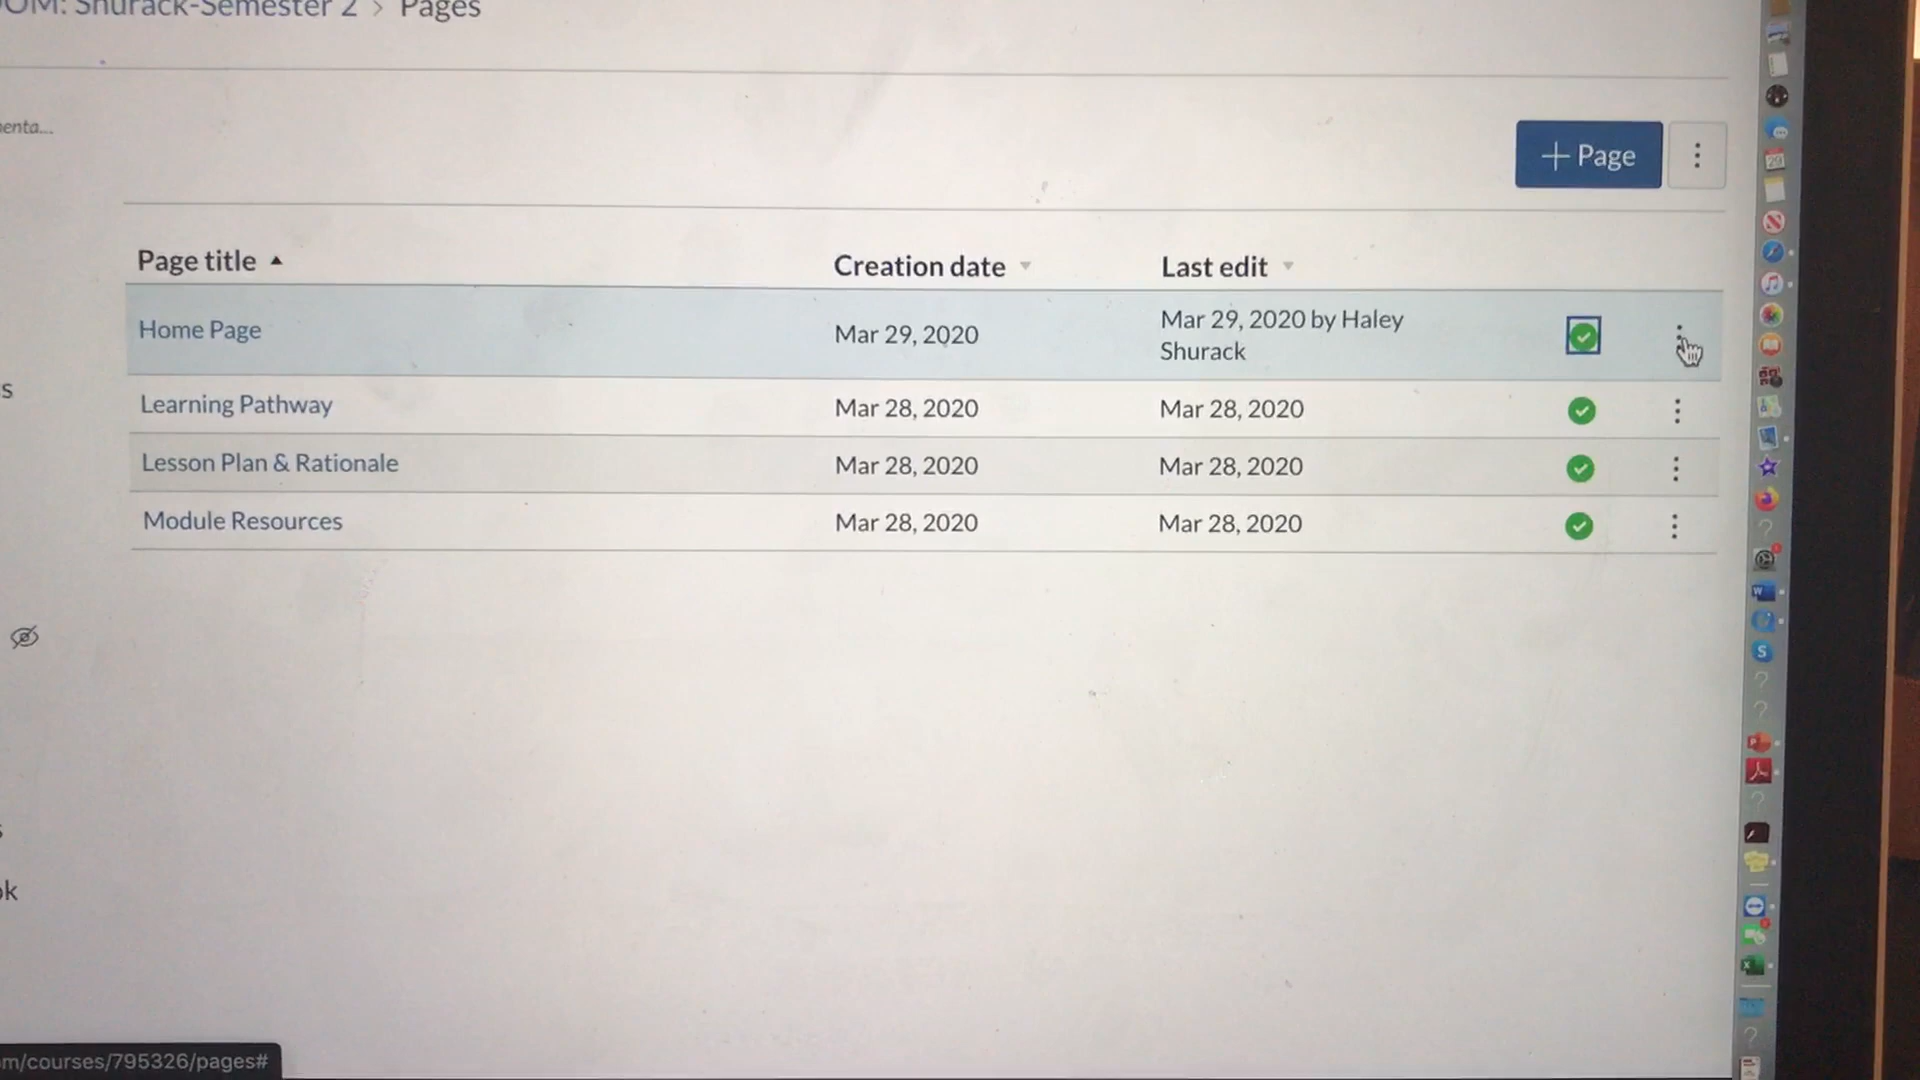 OM: Shurack-Semester 2 > Pages
enta...
+ Page
Page title
Creation date
Last edit
Home Page
Mar 29, 2020
Mar 29, 2020 by Haley
Shurack
Learning Pathway
Mar 28, 2020
Mar 28, 2020
Lesson Plan & Rationale
Mar 28, 2020
Mar 28, 2020
Module Resources
Mar 28, 2020
Mar 28, 2020
s
s
ok
m/courses/795326/pages#